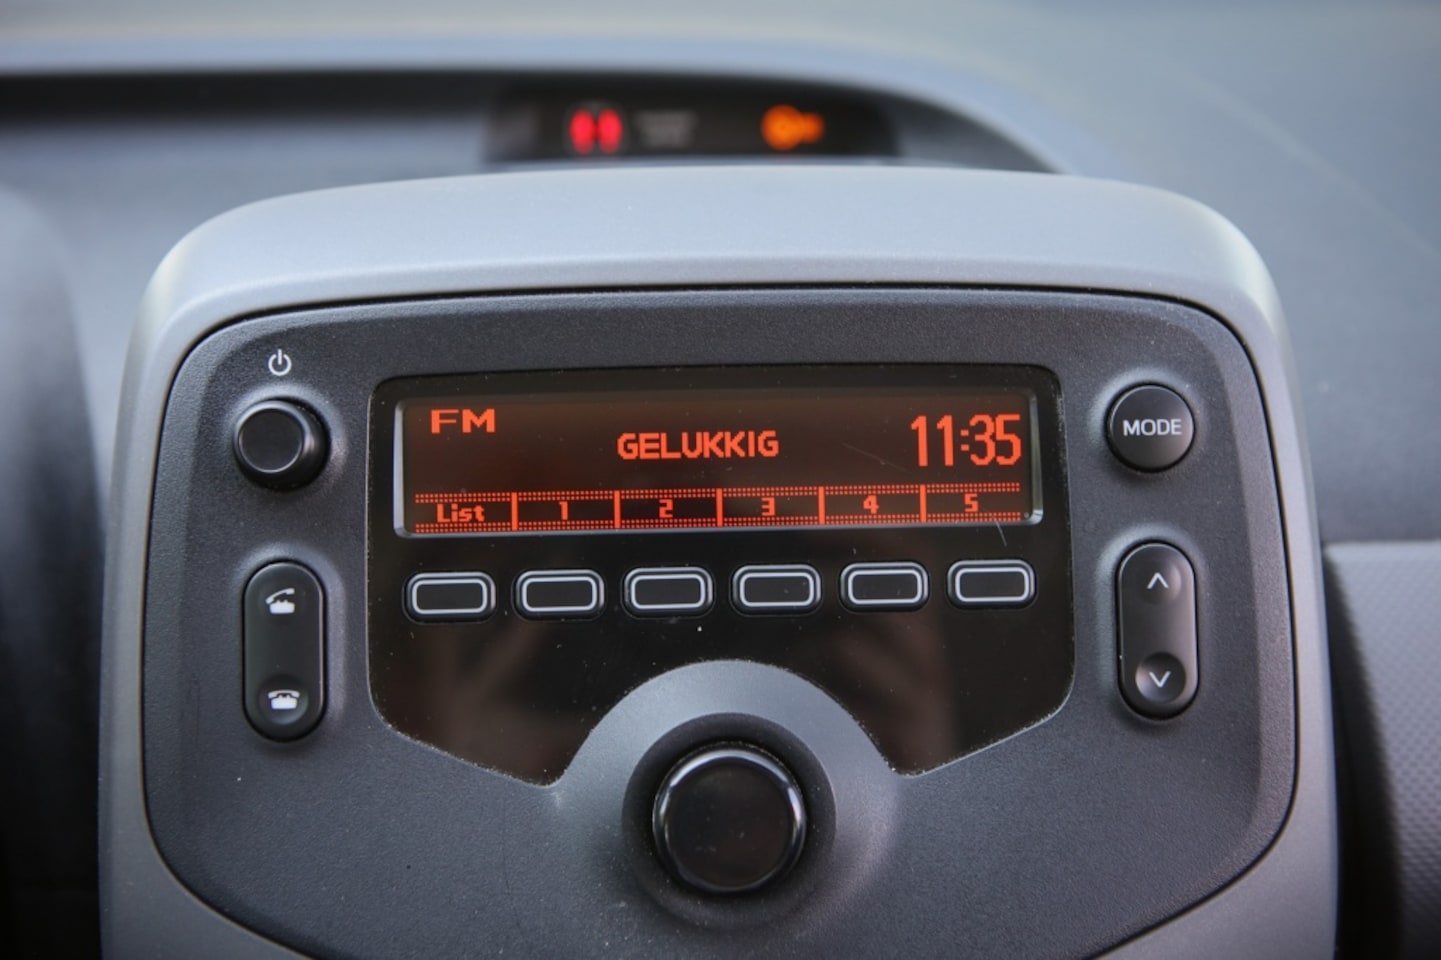 FM
GELUKKIG
11:35
List 1 2 3 4 5
MODE